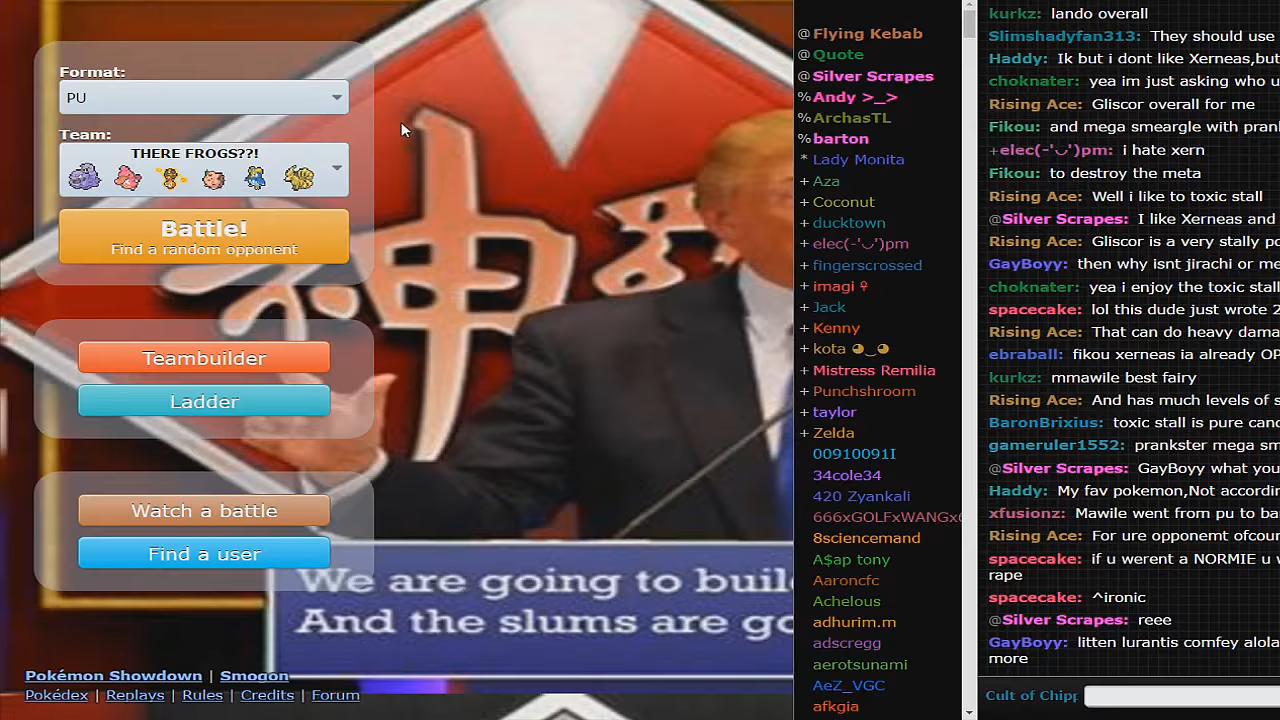 Format:
PU
Team:
THERE FROGS??!
Battle!
Find a random opponent
Teambuilder
Ladder
Watch a battle
Find a user
神
We are going to buil
And the slums are go
Pokémon Showdown | Smogon
Pokédex | Replays | Rules | Credits | Forum
@ Flying Kebab
@ Quote
@ Silver Scrapes
% Andy >_>
% ArchasTL
% barton
* Lady Monita
+ Aza
+ Coconut
+ ducktown
+ elec(-'◡')pm
+ fingerscrossed
+ imagi ♀
+ Jack
+ Kenny
+ kota ◕‿◕
+ Mistress Remilia
+ Punchshroom
+ taylor
+ Zelda
00910091I
34cole34
420 Zyankali
666xGOLFxWANGx6
8sciencemand
A$ap tony
Aaroncfc
Achelous
adhurim.m
adscregg
aerotsunami
AeZ_VGC
afkgia
kurkz: lando overall
Slimshadyfan313: They should use
Haddy: Ik but i dont like Xerneas,but
choknater: yea im just asking who u
Rising Ace: Gliscor overall for me
Fikou: and mega smeargle with prank
+elec(-'◡')pm: i hate xern
Fikou: to destroy the meta
Rising Ace: Well i like to toxic stall
@Silver Scrapes: I like Xerneas and
Rising Ace: Gliscor is a very stally po
GayBoyy: then why isnt jirachi or me
choknater: yea i enjoy the toxic stall
spacecake: lol this dude just wrote 2
Rising Ace: That can do heavy dama
ebraball: fikou xerneas ia already OP
kurkz: mmawile best fairy
Rising Ace: And has much levels of s
BaronBrixius: toxic stall is pure canc
gameruler1552: prankster mega sm
@Silver Scrapes: GayBoyy what you
Haddy: My fav pokemon,Not accordin
xfusionz: Mawile went from pu to ba
Rising Ace: For ure opponemt ofcour
spacecake: if u werent a NORMIE u w
rape
spacecake: ^ironic
@Silver Scrapes: reee
GayBoyy: litten lurantis comfey alola
more
Cult of Chipp